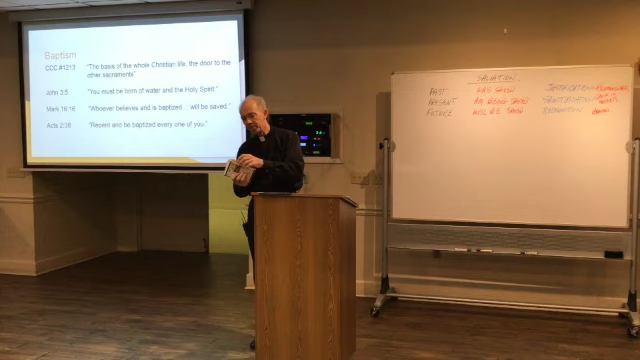 Baptism
CCC #1213 "The basis of the whole Christian life, the door to
the other sacraments"
John 3:5 "You must be born of water and the Holy Spirit."
Mark 16:16 "Whoever believes and is baptized... will be saved."
Acts 2:38 "Repent and be baptized every one of you."
SALVATION
PAST WAS SAVED JUSTIFICATION
PRESENT AM BEING SAVED SANCTIFICATION
FUTURE WILL BE SAVED